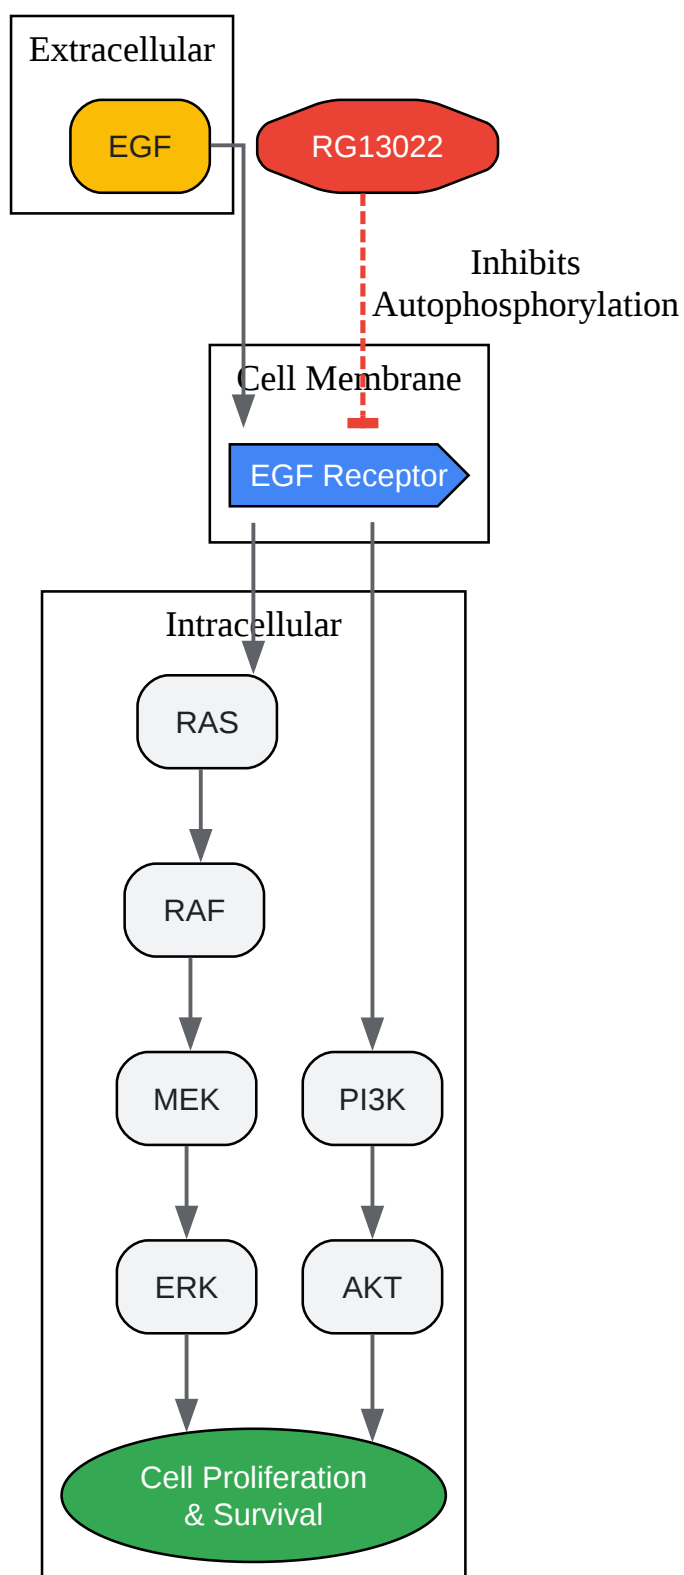 Extracellular
EGF
RG13022
Inhibits
Autophosphorylation
Cell Membrane
EGF Receptor
Intracellular
RAS
RAF
MEK
PI3K
ERK
AKT
Cell Proliferation
& Survival